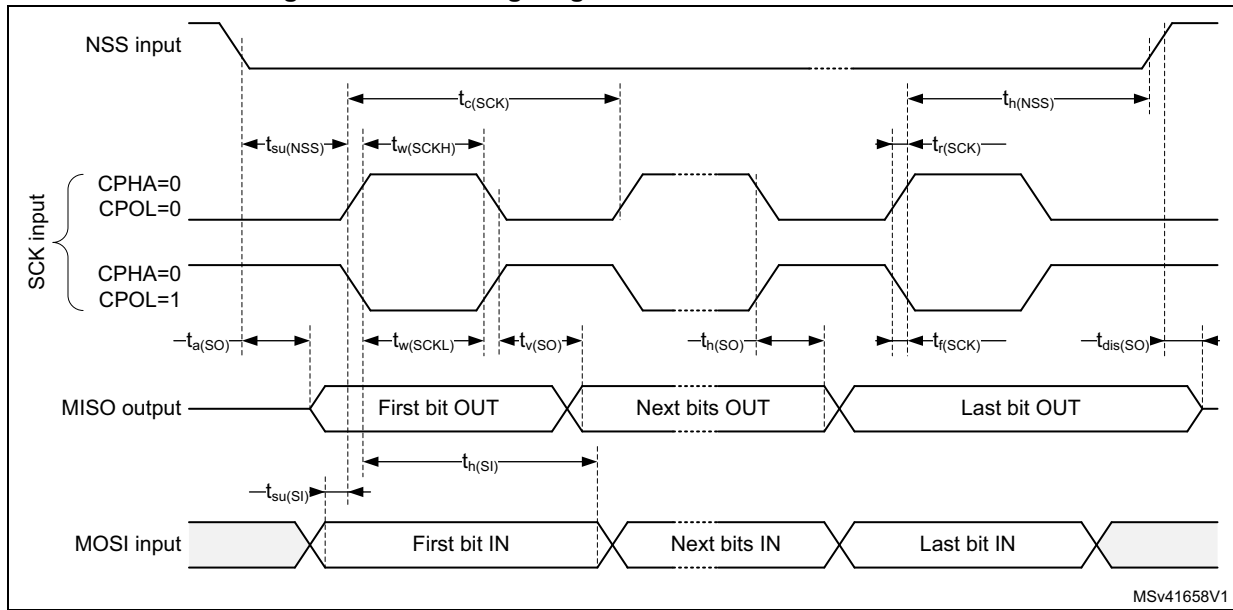 NSS input
tc(SCK)
th(NSS)
tsu(NSS)
tw(SCKH)
tr(SCK)
SCK input
CPHA=0
CPOL=0
CPHA=0
CPOL=1
ta(SO)
tw(SCKL)
tv(SO)
th(SO)
tf(SCK)
tdis(SO)
MISO output
First bit OUT
Next bits OUT
Last bit OUT
th(SI)
tsu(SI)
MOSI input
First bit IN
Next bits IN
Last bit IN
MSv41658V1